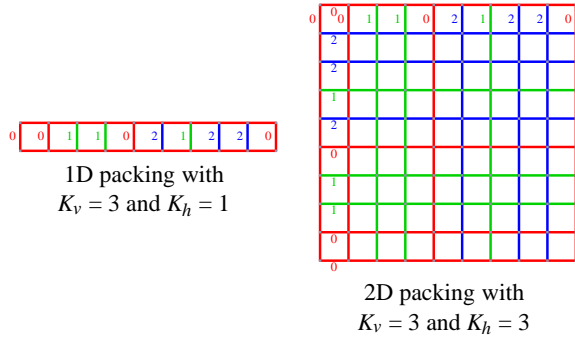 0 0 1 1 0 2 1 2 2 0
1D packing with
K_v = 3 and K_h = 1
0 0 1 1 0 2 1 2 2 0
0
2
2
1
2
0
1
1
0
0
2D packing with
K_v = 3 and K_h = 3